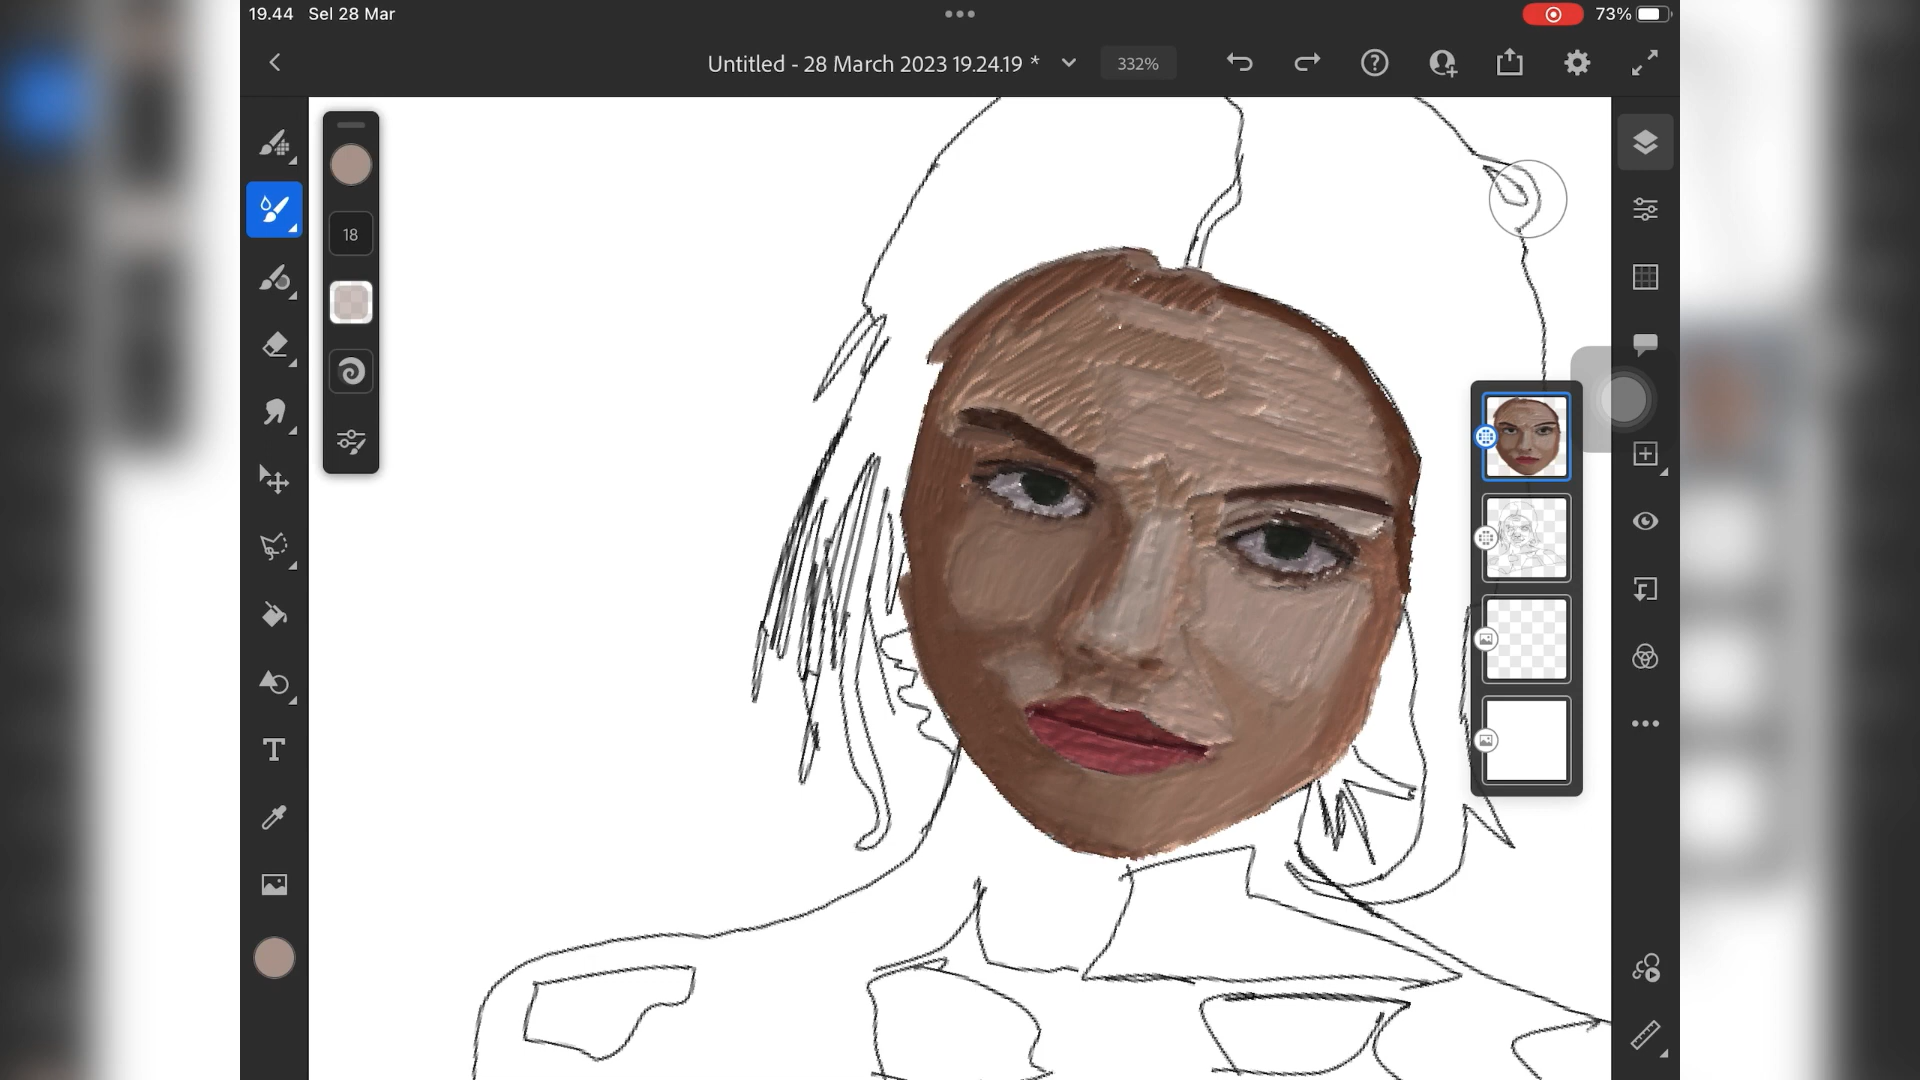 19.44 Sel 28 Mar
73%
Untitled - 28 March 2023 19.24.19 *
332%
18
T